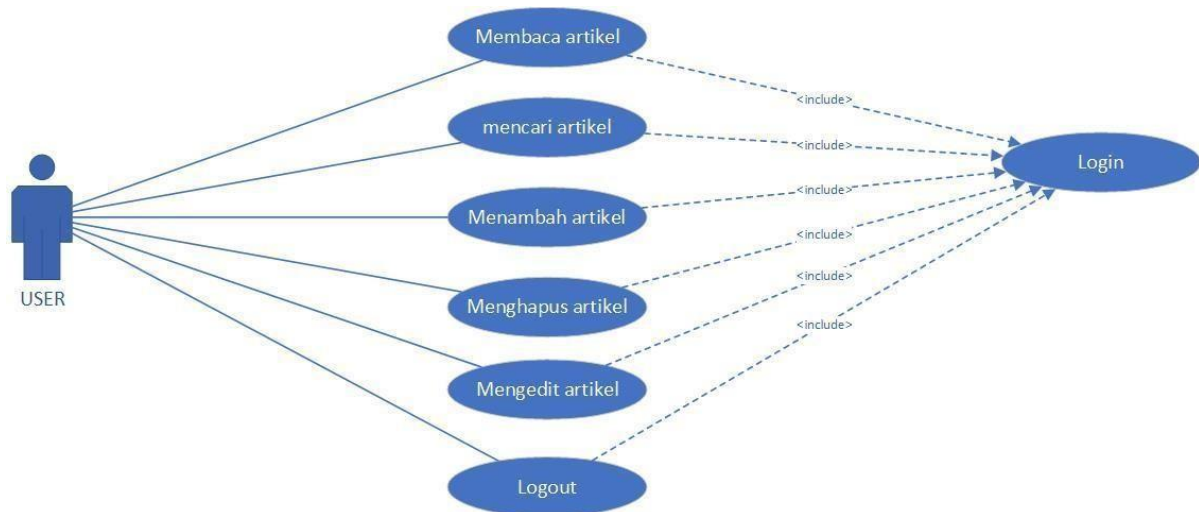 Membaca artikel
<include>
mencari artikel
<include>
Login
Menambah artikel
<include>
USER
<include>
Menghapus artikel
<include>
Mengedit artikel
<include>
Logout